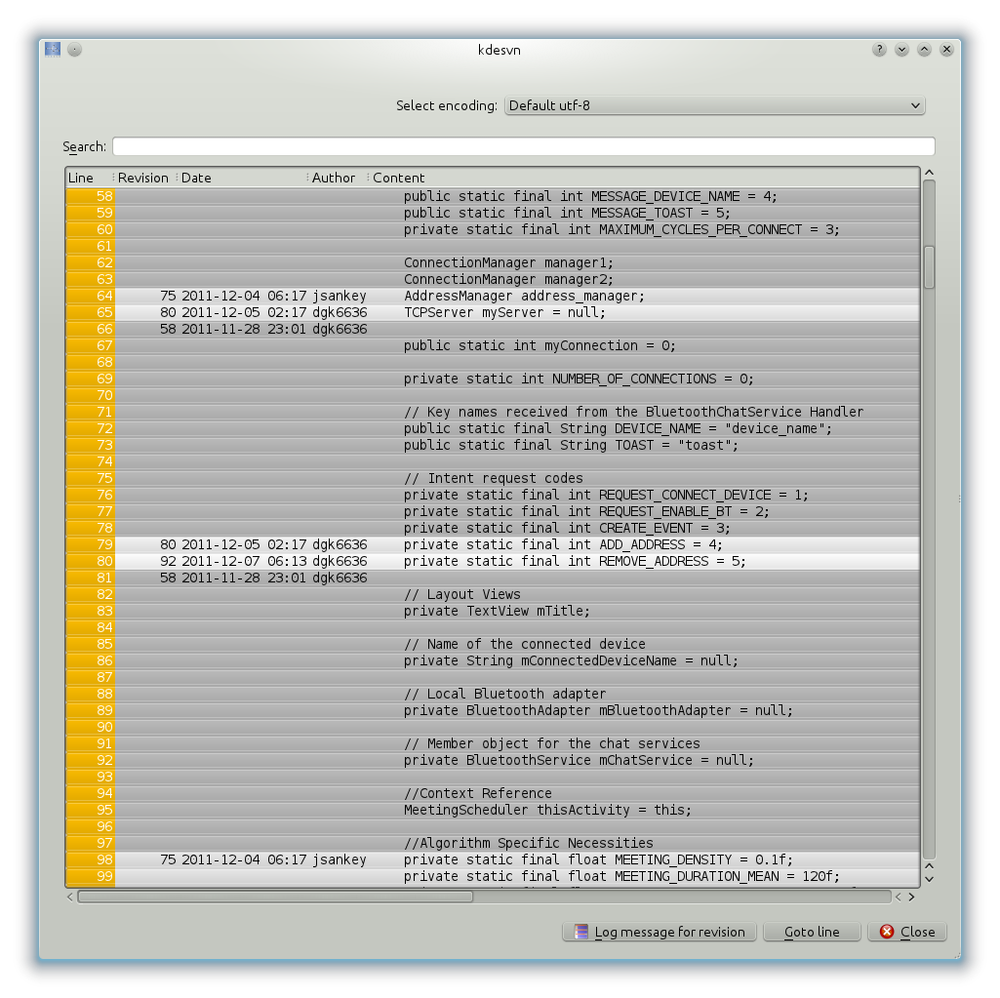 kdesvn
Select encoding: Default utf-8
Search:
Line Revision Date Author Content
58 public static final int MESSAGE_DEVICE_NAME = 4;
59 public static final int MESSAGE_TOAST = 5;
60 private static final int MAXIMUM_CYCLES_PER_CONNECT = 3;
61
62 ConnectionManager manager1;
63 ConnectionManager manager2;
64 75 2011-12-04 06:17 jsankey AddressManager address_manager;
65 80 2011-12-05 02:17 dgk6636 TCPServer myServer = null;
66 58 2011-11-28 23:01 dgk6636
67 public static int myConnection = 0;
68
69 private static int NUMBER_OF_CONNECTIONS = 0;
70
71 // Key names received from the BluetoothChatService Handler
72 public static final String DEVICE_NAME = "device_name";
73 public static final String TOAST = "toast";
74
75 // Intent request codes
76 private static final int REQUEST_CONNECT_DEVICE = 1;
77 private static final int REQUEST_ENABLE_BT = 2;
78 private static final int CREATE_EVENT = 3;
79 80 2011-12-05 02:17 dgk6636 private static final int ADD_ADDRESS = 4;
80 92 2011-12-07 06:13 dgk6636 private static final int REMOVE_ADDRESS = 5;
81 58 2011-11-28 23:01 dgk6636
82 // Layout Views
83 private TextView mTitle;
84
85 // Name of the connected device
86 private String mConnectedDeviceName = null;
87
88 // Local Bluetooth adapter
89 private BluetoothAdapter mBluetoothAdapter = null;
90
91 // Member object for the chat services
92 private BluetoothService mChatService = null;
93
94 //Context Reference
95 MeetingScheduler thisActivity = this;
96
97 //Algorithm Specific Necessities
98 75 2011-12-04 06:17 jsankey private static final float MEETING_DENSITY = 0.1f;
99 private static final float MEETING_DURATION_MEAN = 120f;
Log message for revision Goto line Close